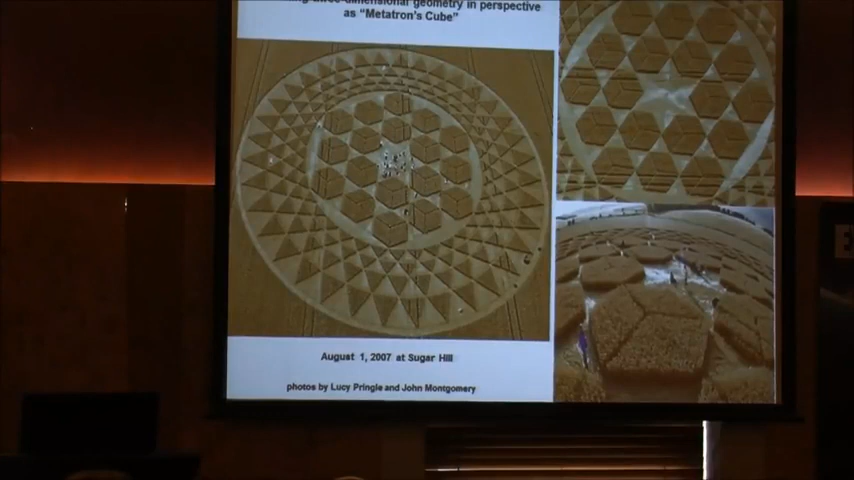 three-dimensional geometry in perspective
as “Metatron's Cube”
August 1, 2007 at Sugar Hill
photos by Lucy Pringle and John Montgomery